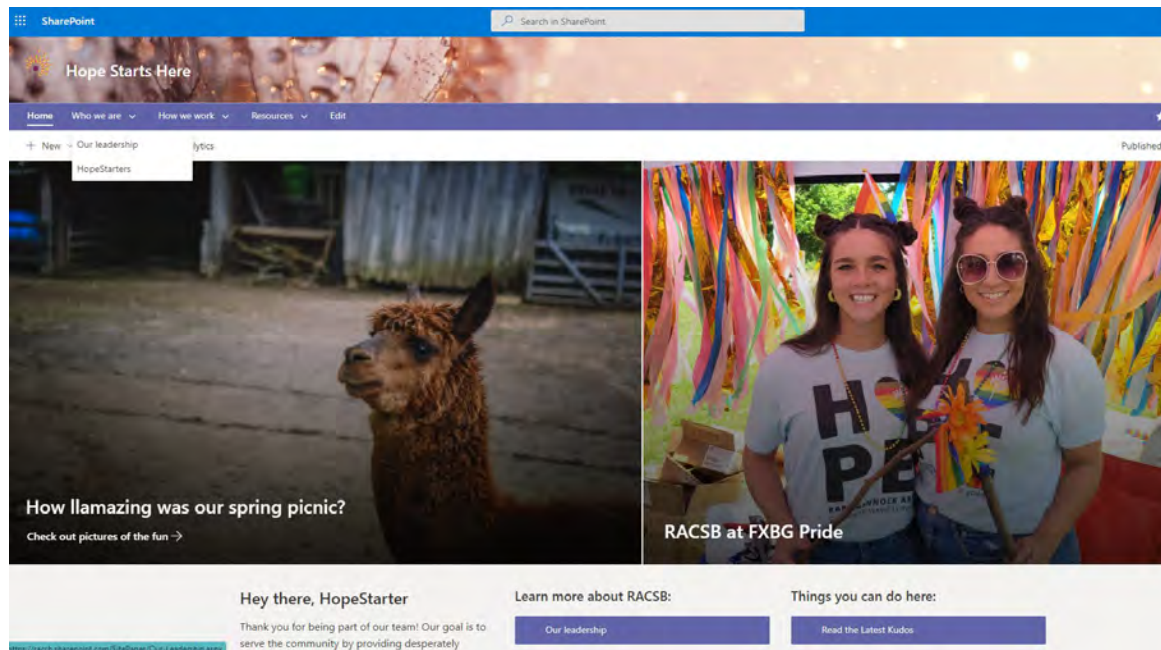 SharePoint
Search in SharePoint
Hope Starts Here
Home Who we are How we work Resources Edit
+ New Our leadership lytics Published
HopeStarters
How llamazing was our spring picnic?
Check out pictures of the fun →
HOPE
HOPE
RACSB at FXBG Pride
Hey there, HopeStarter
Thank you for being part of our team! Our goal is to
serve the community by providing desperately
Learn more about RACSB:
Our leadership
Things you can do here:
Read the Latest Kudos